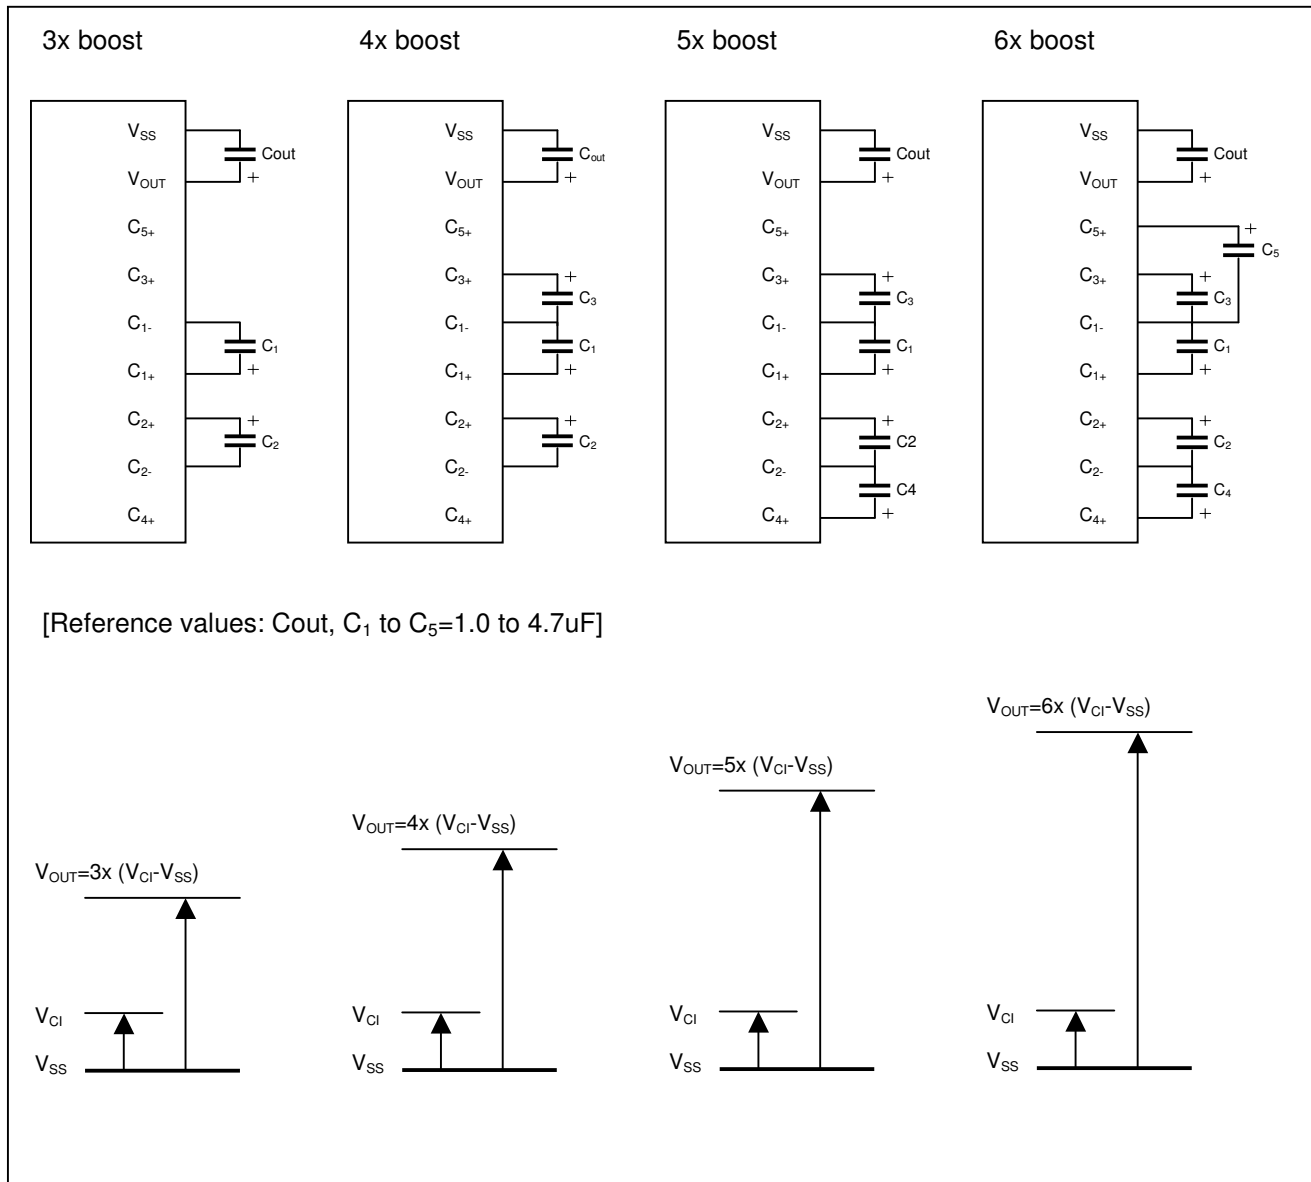 3x boost
4x boost
5x boost
6x boost
VSS
VOUT
C5+
C3+
C1-
C1+
C2+
C2-
C4+
Cout
+
C1
+
+
C2
VSS
VOUT
C5+
C3+
C1-
C1+
C2+
C2-
C4+
Cout
+
+
C3
C1
+
+
C2
VSS
VOUT
C5+
C3+
C1-
C1+
C2+
C2-
C4+
Cout
+
+
C3
C1
+
+
C2
C4
+
VSS
VOUT
C5+
C3+
C1-
C1+
C2+
C2-
C4+
Cout
+
+
C5
+
C3
C1
+
+
C2
C4
+
[Reference values: Cout, C1 to C5=1.0 to 4.7uF]
VOUT=3x (VCI-VSS)
VCI
VSS
VOUT=4x (VCI-VSS)
VCI
VSS
VOUT=5x (VCI-VSS)
VCI
VSS
VOUT=6x (VCI-VSS)
VCI
VSS